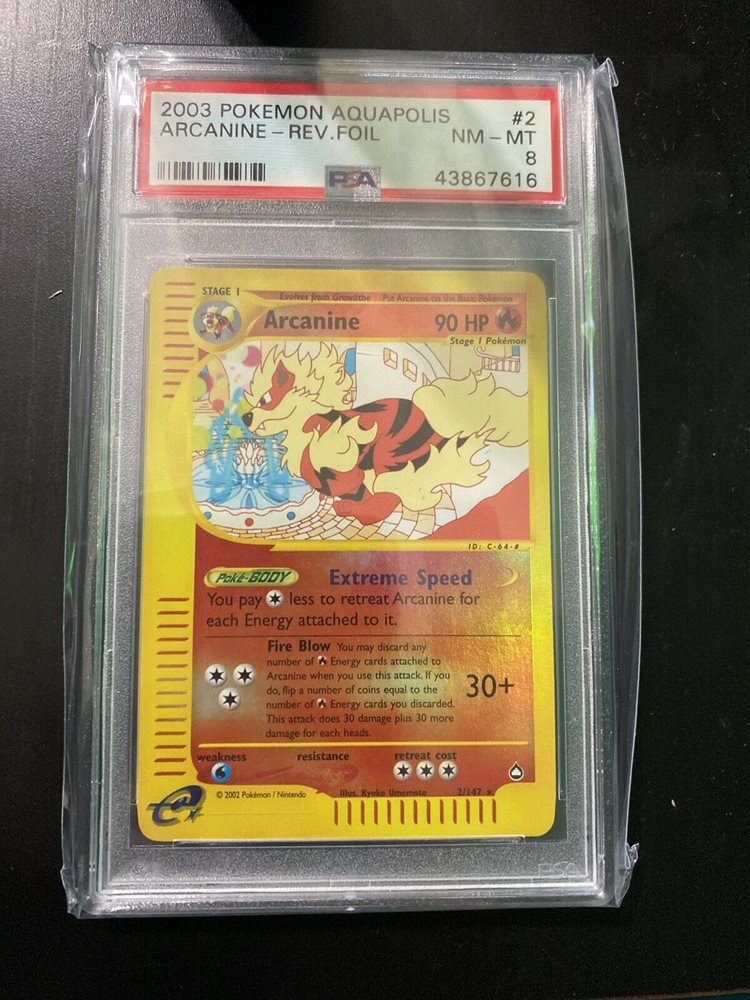 2003 POKEMON AQUAPOLIS #2
ARCANINE - REV.FOIL NM - MT
8
PSA 43867616
STAGE 1 Evolves from Growlithe Put Arcanine on the Basic Pokémon
Arcanine 90 HP
Stage 1 Pokémon
ID: C-64-#
Poké-BODY Extreme Speed
You pay less to retreat Arcanine for
each Energy attached to it.
Fire Blow You may discard any
number of Energy cards attached to
Arcanine when you use this attack. If you
do, flip a number of coins equal to the
number of Energy cards you discarded.
This attack does 30 damage plus 30 more
damage for each heads.
30+
weakness resistance retreat cost
© 2002 Pokémon / Nintendo Illus. Kyoko Umemoto 2/147 ★
e
PSA